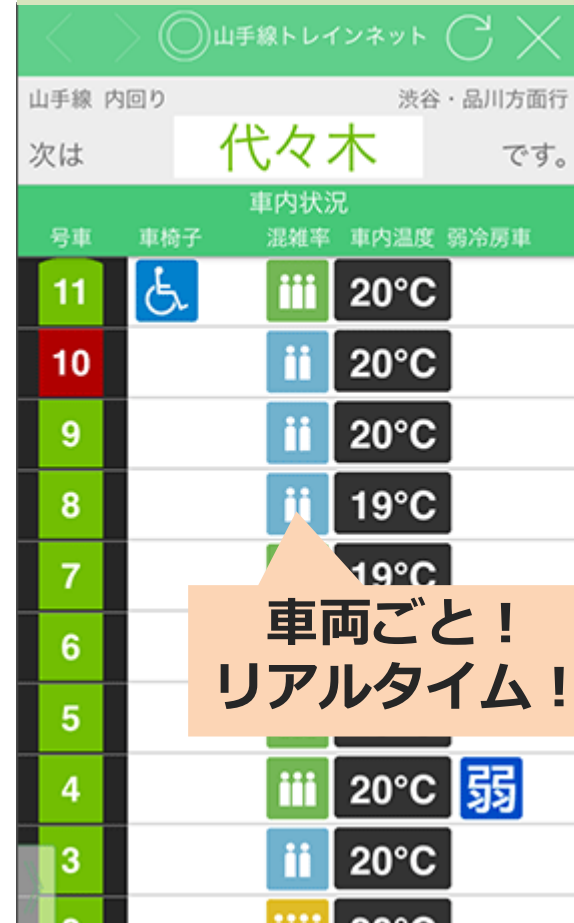 山手線トレインネット
山手線 内回り 渋谷・品川方面行
次は 代々木 です。
車内状況
号車 車椅子 混雑率 車内温度 弱冷房車
11 20°C
10 20°C
9 20°C
8 19°C
7 19°C
車両ごと！
6
リアルタイム！
5
4 20°C 弱
3 20°C